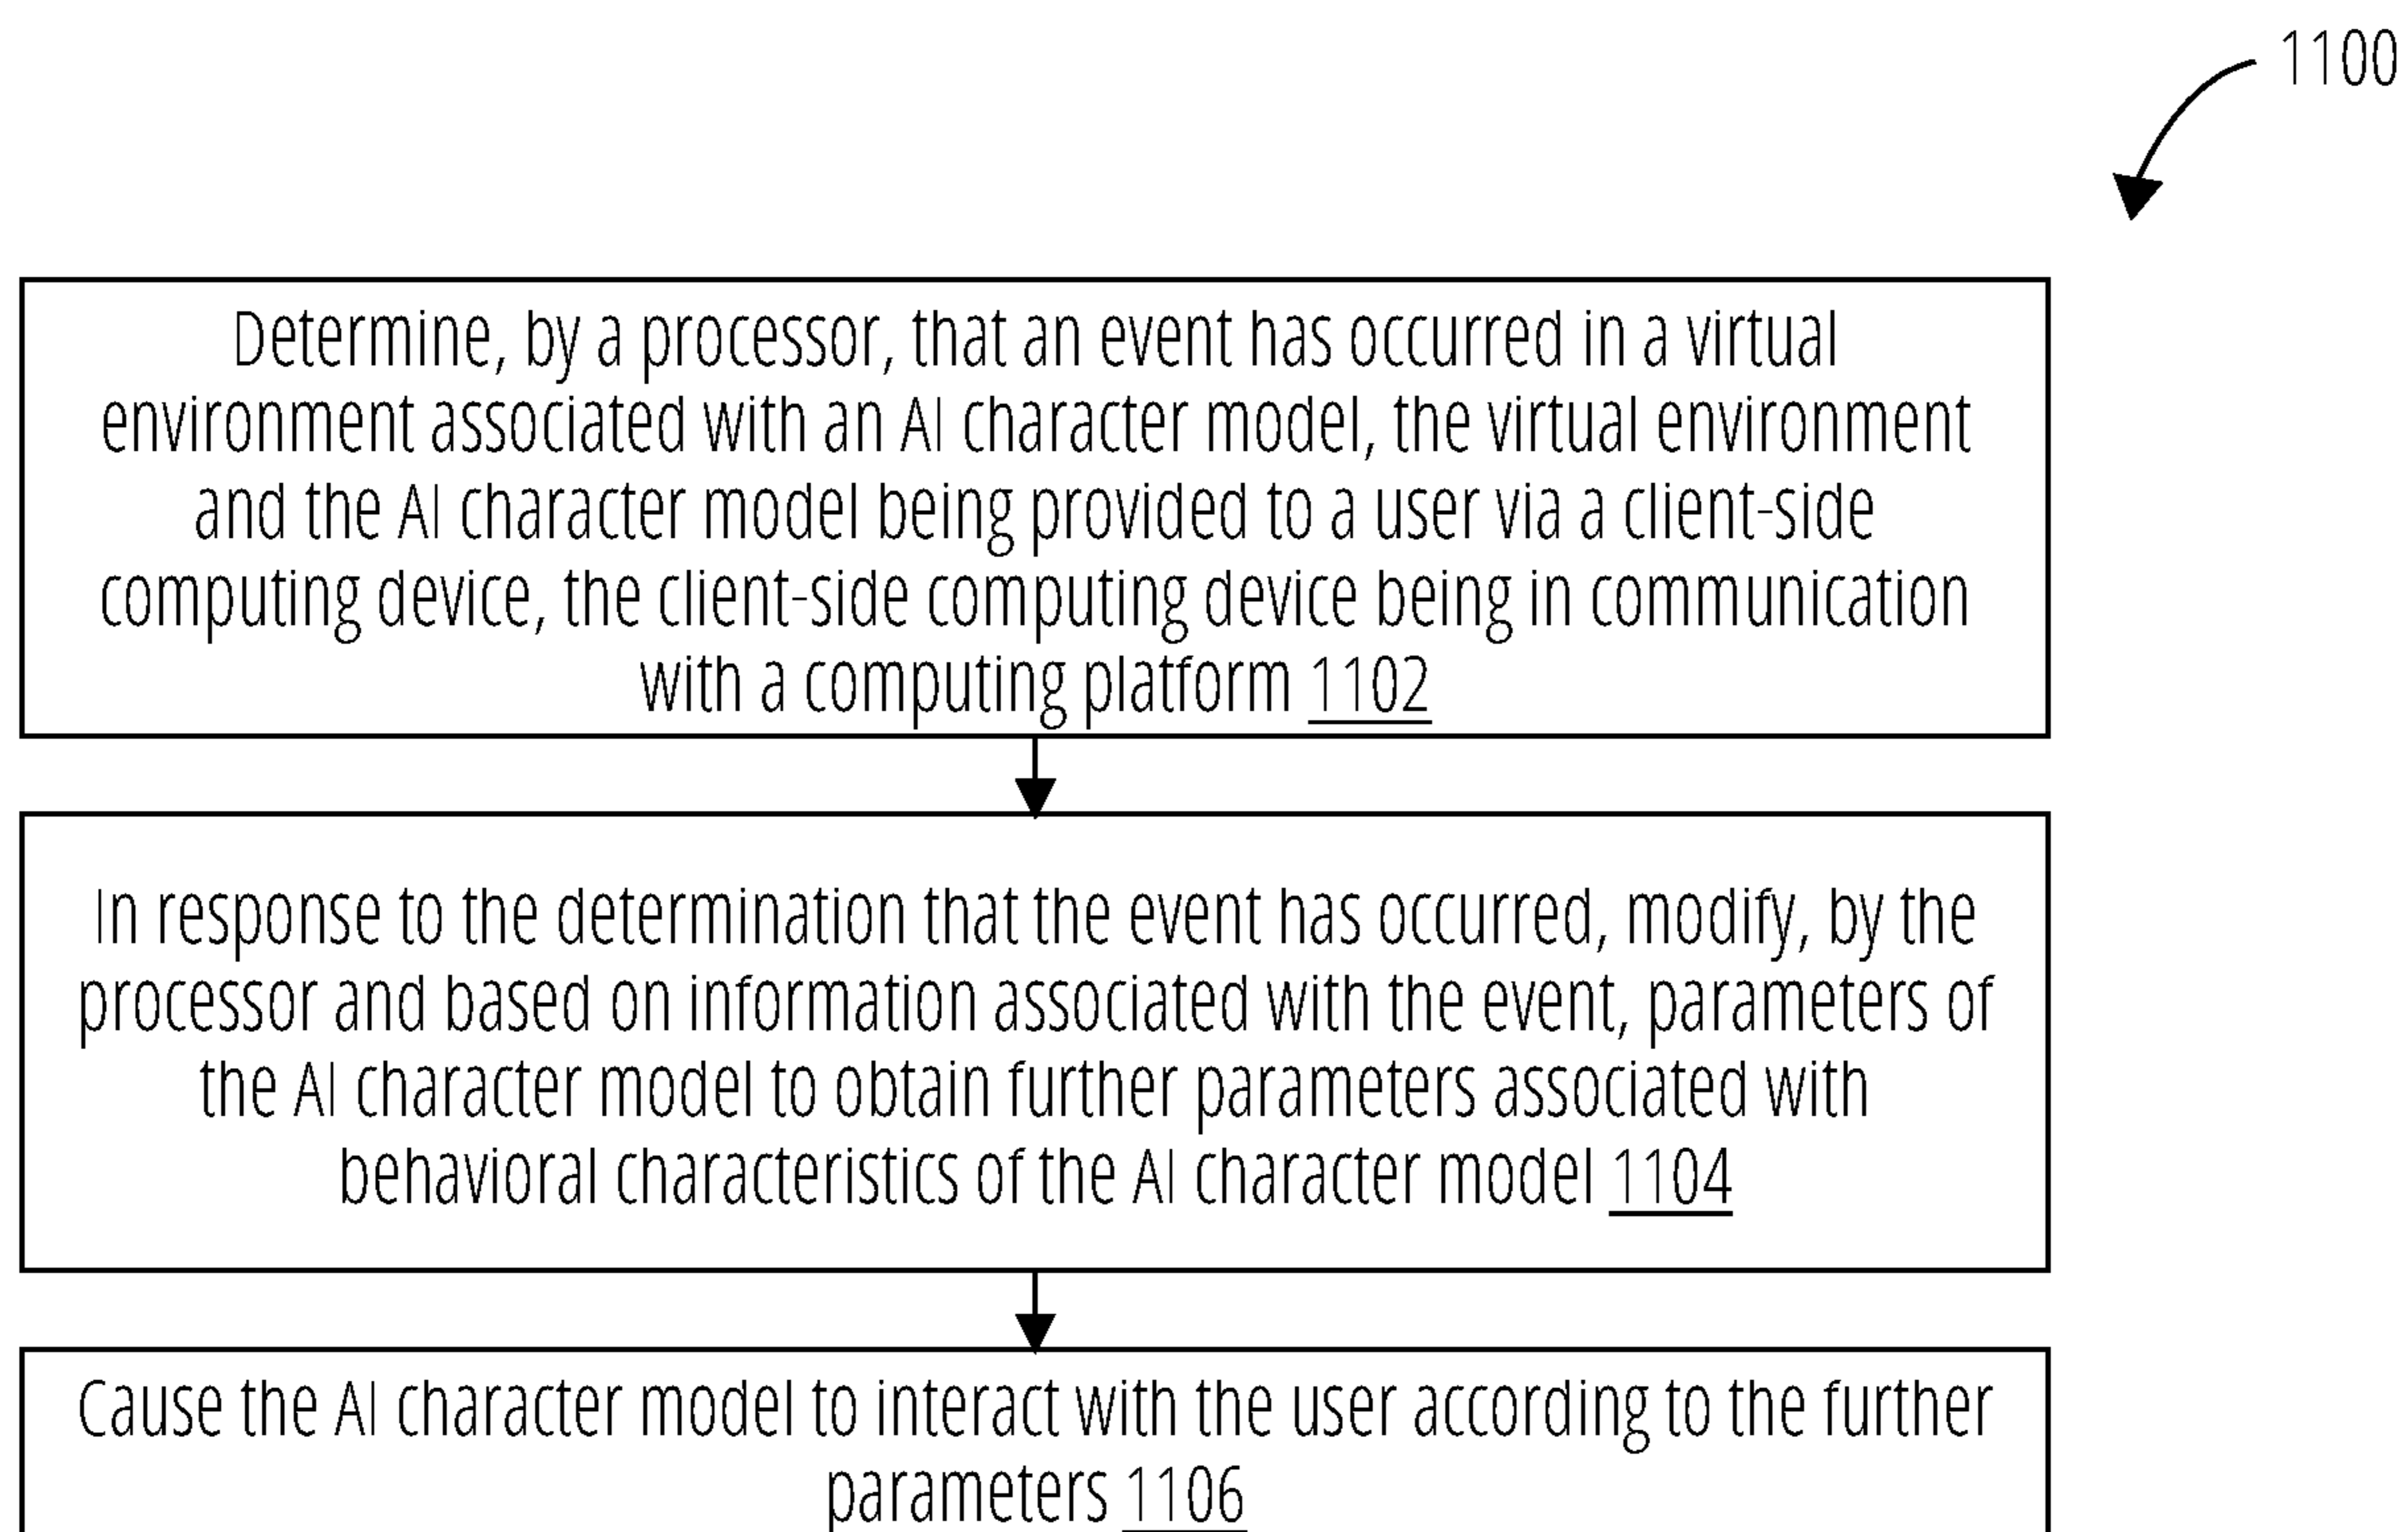 1100
Determine, by a processor, that an event has occurred in a virtual
environment associated with an AI character model, the virtual environment
and the AI character model being provided to a user via a client-side
computing device, the client-side computing device being in communication
with a computing platform 1102
In response to the determination that the event has occurred, modify, by the
processor and based on information associated with the event, parameters of
the AI character model to obtain further parameters associated with
behavioral characteristics of the AI character model 1104
Cause the AI character model to interact with the user according to the further
parameters 1106